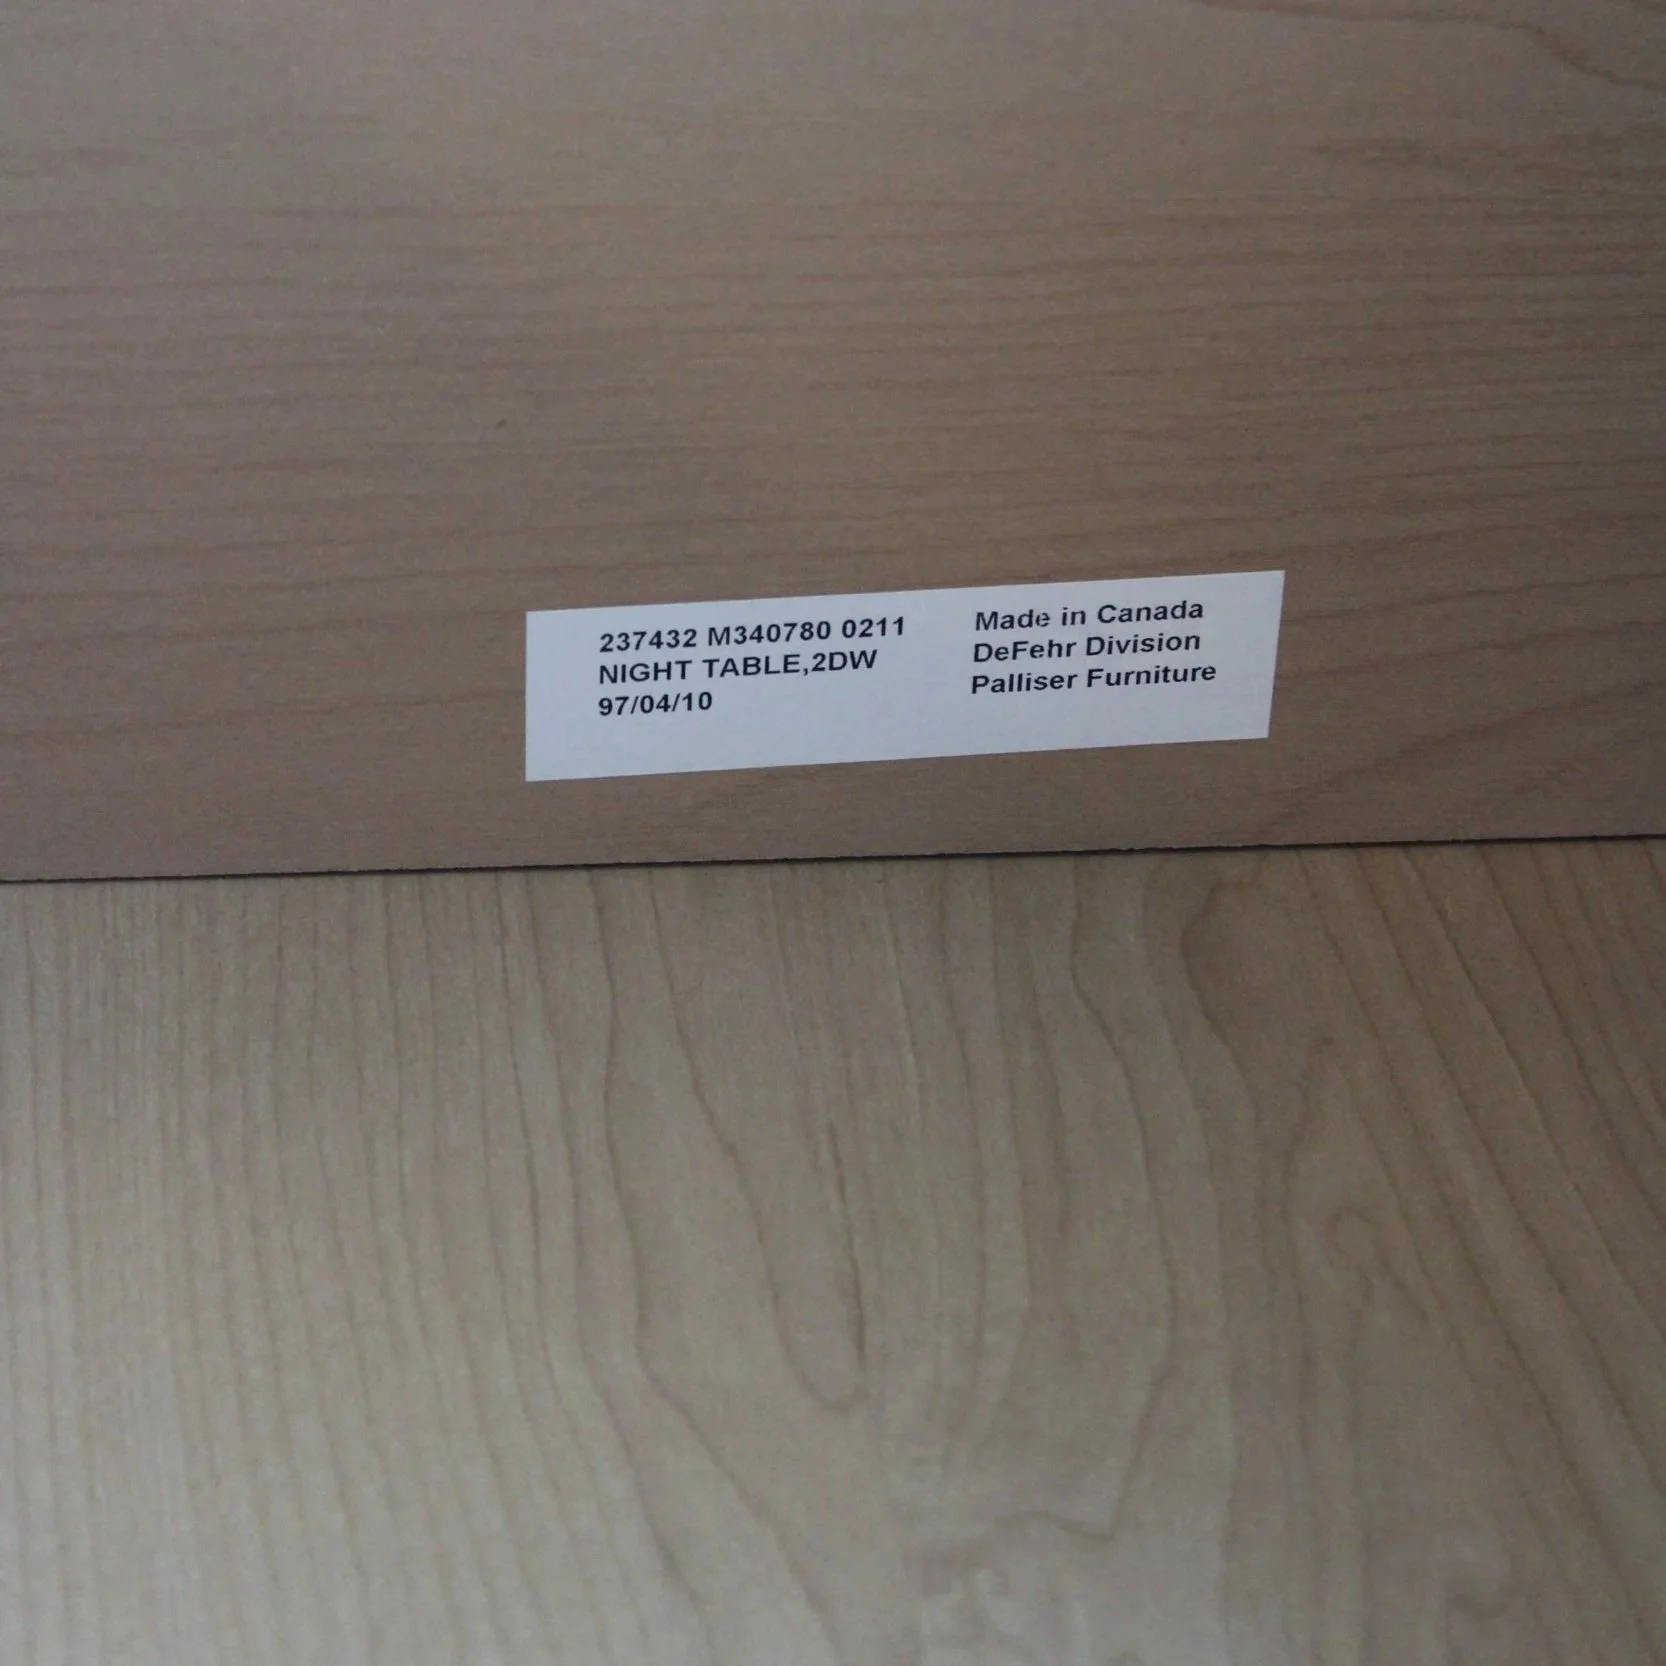 237432 M340780 0211
NIGHT TABLE,2DW
97/04/10
Made in Canada
DeFehr Division
Palliser Furniture